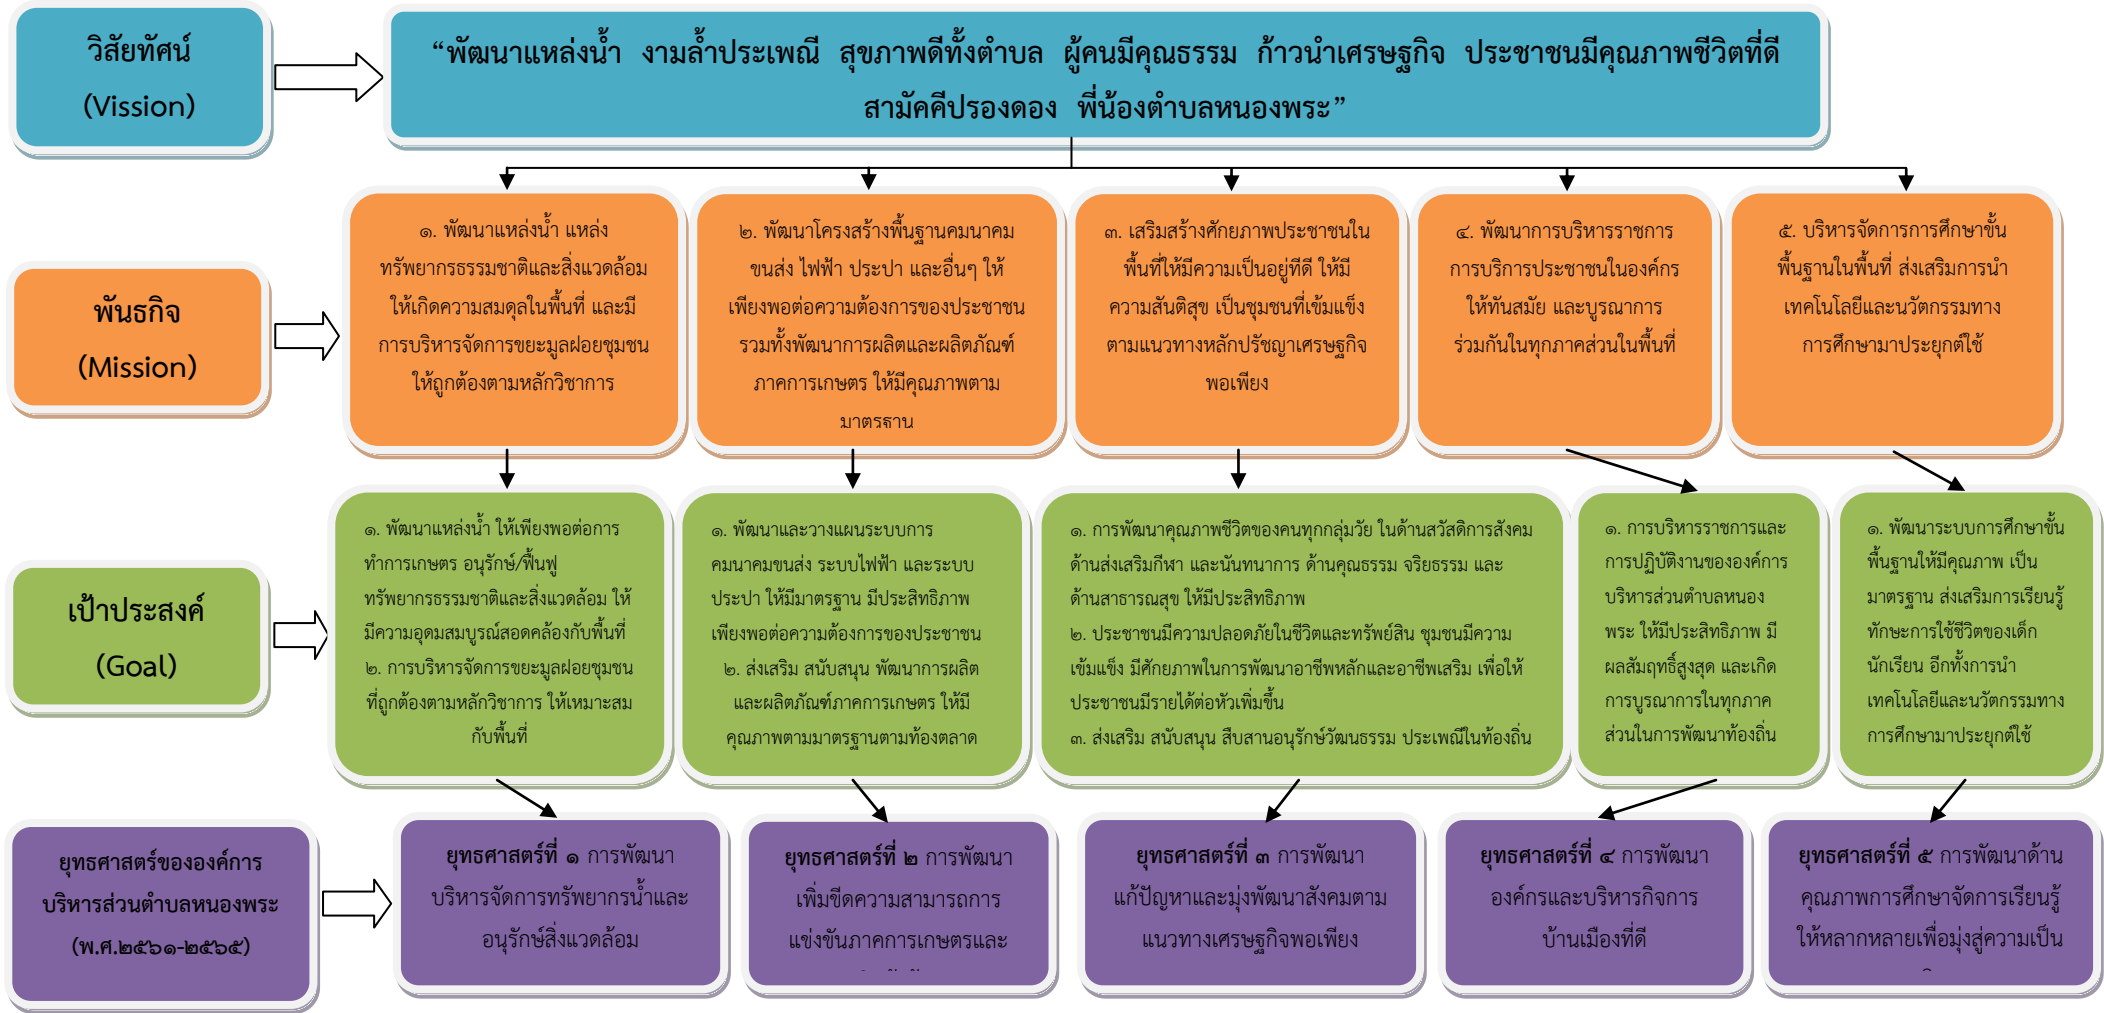 วิสัยทัศน์
(Vission)
“พัฒนาแหล่งน้ำ งามล้ำประเพณี สุขภาพดีทั้งตำบล ผู้คนมีคุณธรรม ก้าวนำเศรษฐกิจ ประชาชนมีคุณภาพชีวิตที่ดี
สามัคคีปรองดอง พี่น้องตำบลหนองพระ”
พันธกิจ
(Mission)
๑. พัฒนาแหล่งน้ำ แหล่ง
ทรัพยากรธรรมชาติและสิ่งแวดล้อม
ให้เกิดความสมดุลในพื้นที่ และมี
การบริหารจัดการขยะมูลฝอยชุมชน
ให้ถูกต้องตามหลักวิชาการ
๒. พัฒนาโครงสร้างพื้นฐานคมนาคม
ขนส่ง ไฟฟ้า ประปา และอื่นๆ ให้
เพียงพอต่อความต้องการของประชาชน
รวมทั้งพัฒนาการผลิตและผลิตภัณฑ์
ภาคการเกษตร ให้มีคุณภาพตาม
มาตรฐาน
๓. เสริมสร้างศักยภาพประชาชนใน
พื้นที่ให้มีความเป็นอยู่ทีดี ให้มี
ความสันติสุข เป็นชุมชนที่เข้มแข็ง
ตามแนวทางหลักปรัชญาเศรษฐกิจ
พอเพียง
๔. พัฒนาการบริหารราชการ
การบริการประชาชนในองค์กร
ให้ทันสมัย และบูรณาการ
ร่วมกันในทุกภาคส่วนในพื้นที่
๕. บริหารจัดการการศึกษาขั้น
พื้นฐานในพื้นที่ ส่งเสริมการนำ
เทคโนโลยีและนวัตกรรมทาง
การศึกษามาประยุกต์ใช้
เป้าประสงค์
(Goal)
๑. พัฒนาแหล่งน้ำ ให้เพียงพอต่อการ
ทำการเกษตร อนุรักษ์/ฟื้นฟู
ทรัพยากรธรรมชาติและสิ่งแวดล้อม ให้
มีความอุดมสมบูรณ์สอดคล้องกับพื้นที่
๒. การบริหารจัดการขยะมูลฝอยชุมชน
ที่ถูกต้องตามหลักวิชาการ ให้เหมาะสม
กับพื้นที่
๑. พัฒนาและวางแผนระบบการ
คมนาคมขนส่ง ระบบไฟฟ้า และระบบ
ประปา ให้มีมาตรฐาน มีประสิทธิภาพ
เพียงพอต่อความต้องการของประชาชน
๒. ส่งเสริม สนับสนุน พัฒนาการผลิต
และผลิตภัณฑ์ภาคการเกษตร ให้มี
คุณภาพตามมาตรฐานตามท้องตลาด
๑. การพัฒนาคุณภาพชีวิตของคนทุกกลุ่มวัย ในด้านสวัสดิการสังคม
ด้านส่งเสริมกีฬา และนันทนาการ ด้านคุณธรรม จริยธรรม และ
ด้านสาธารณสุข ให้มีประสิทธิภาพ
๒. ประชาชนมีความปลอดภัยในชีวิตและทรัพย์สิน ชุมชนมีความ
เข้มแข็ง มีศักยภาพในการพัฒนาอาชีพหลักและอาชีพเสริม เพื่อให้
ประชาชนมีรายได้ต่อหัวเพิ่มขึ้น
๓. ส่งเสริม สนับสนุน สืบสานอนุรักษ์วัฒนธรรม ประเพณีในท้องถิ่น
๑. การบริหารราชการและ
การปฏิบัติงานขององค์การ
บริหารส่วนตำบลหนอง
พระ ให้มีประสิทธิภาพ มี
ผลสัมฤทธิ์สูงสุด และเกิด
การบูรณาการในทุกภาค
ส่วนในการพัฒนาท้องถิ่น
๑. พัฒนาระบบการศึกษาขั้น
พื้นฐานให้มีคุณภาพ เป็น
มาตรฐาน ส่งเสริมการเรียนรู้
ทักษะการใช้ชีวิตของเด็ก
นักเรียน อีกทั้งการนำ
เทคโนโลยีและนวัตกรรมทาง
การศึกษามาประยุกต์ใช้
ยุทธศาสตร์ขององค์การ
บริหารส่วนตำบลหนองพระ
(พ.ศ.๒๕๖๑-๒๕๖๕)
ยุทธศาสตร์ที่ ๑ การพัฒนา
บริหารจัดการทรัพยากรน้ำและ
อนุรักษ์สิ่งแวดล้อม
ยุทธศาสตร์ที่ ๒ การพัฒนา
เพิ่มขีดความสามารถการ
แข่งขันภาคการเกษตรและ
ยุทธศาสตร์ที่ ๓ การพัฒนา
แก้ปัญหาและมุ่งพัฒนาสังคมตาม
แนวทางเศรษฐกิจพอเพียง
ยุทธศาสตร์ที่ ๔ การพัฒนา
องค์กรและบริหารกิจการ
บ้านเมืองที่ดี
ยุทธศาสตร์ที่ ๕ การพัฒนาด้าน
คุณภาพการศึกษาจัดการเรียนรู้
ให้หลากหลายเพื่อมุ่งสู่ความเป็น